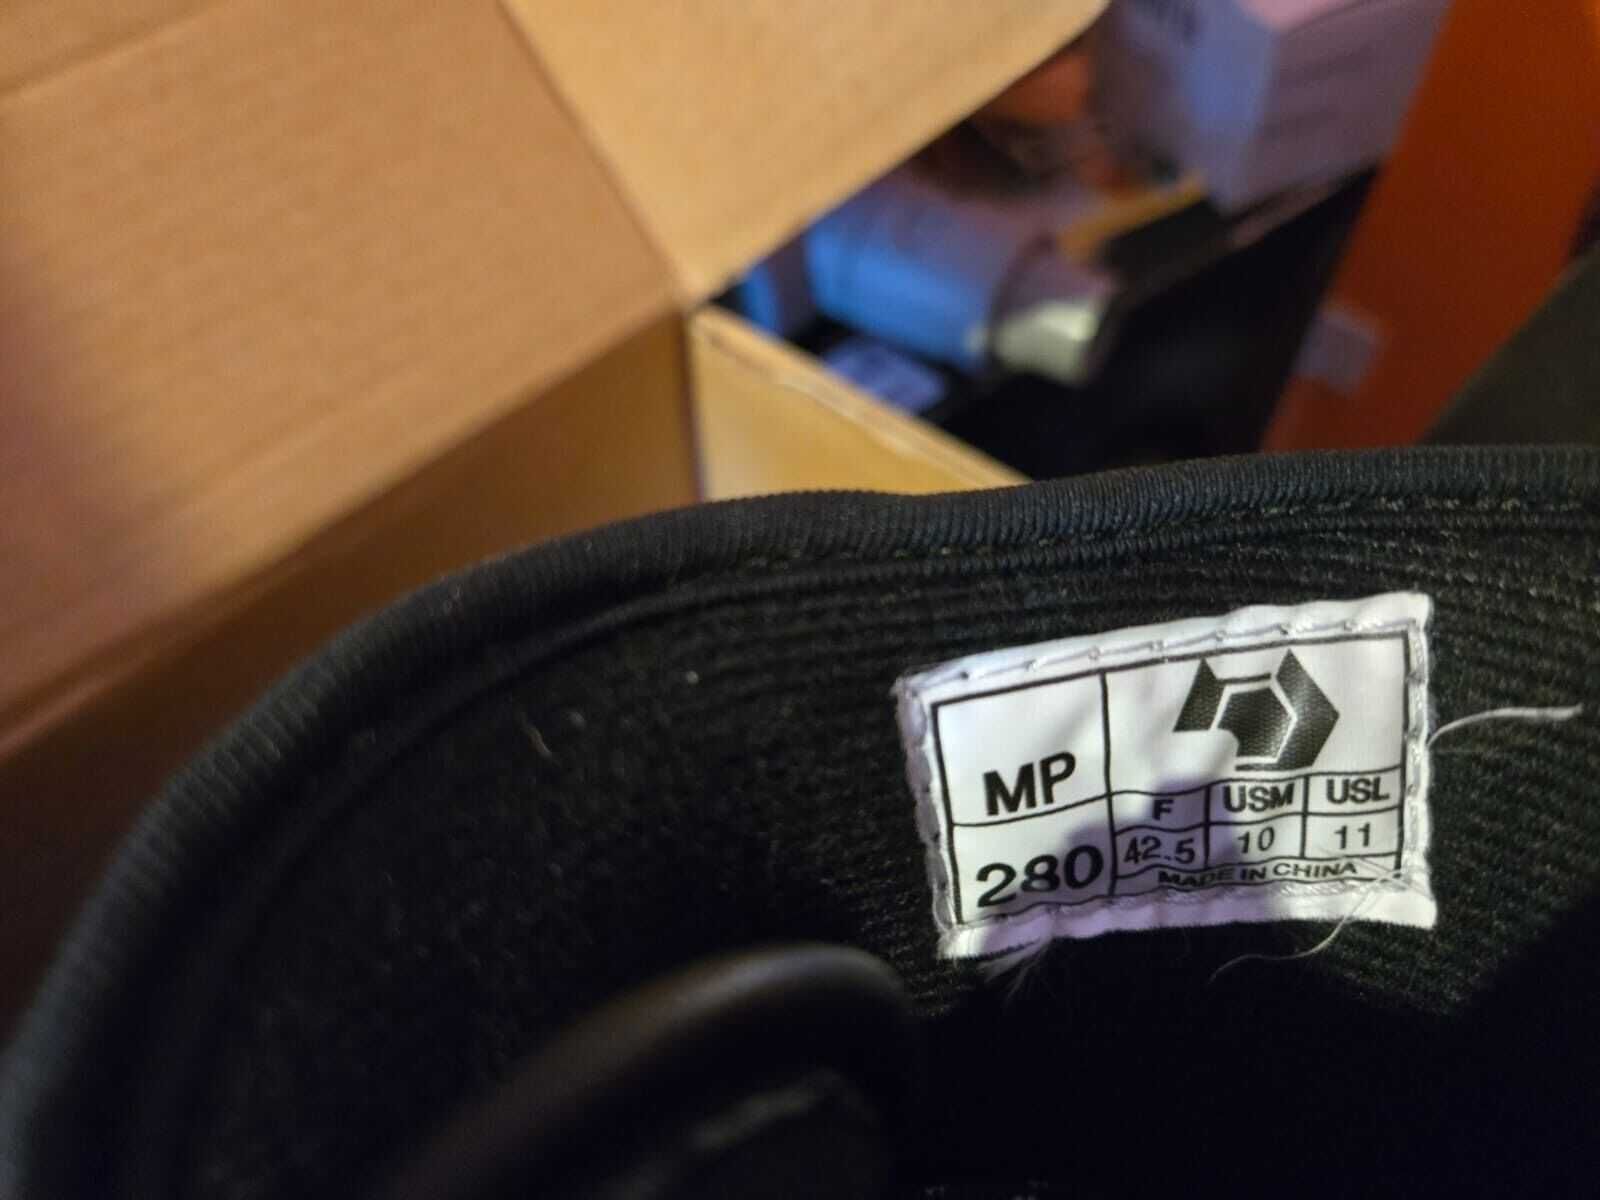 MP
280
F USM USL
42.5 10 11
MADE IN CHINA